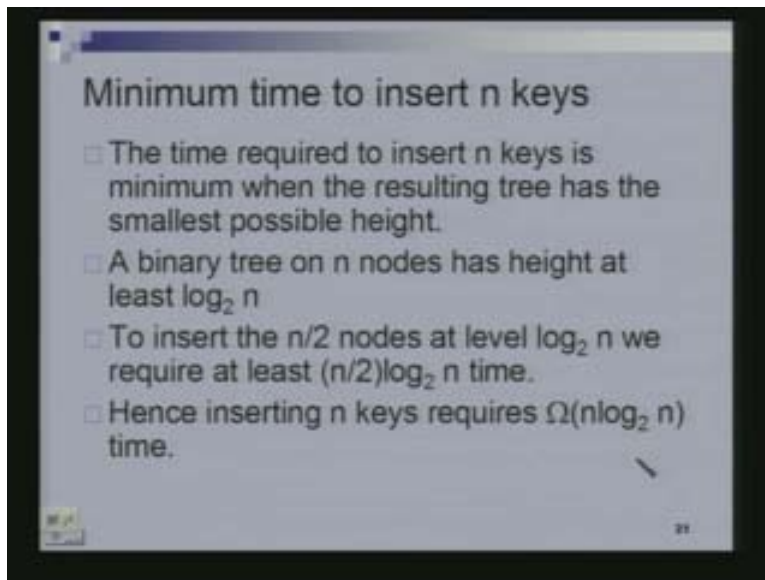 Minimum time to insert n keys
The time required to insert n keys is
minimum when the resulting tree has the
smallest possible height.
A binary tree on n nodes has height at
least log₂ n
To insert the n/2 nodes at level log₂ n we
require at least (n/2)log₂ n time.
Hence inserting n keys requires Ω(nlog₂ n)
time.
21